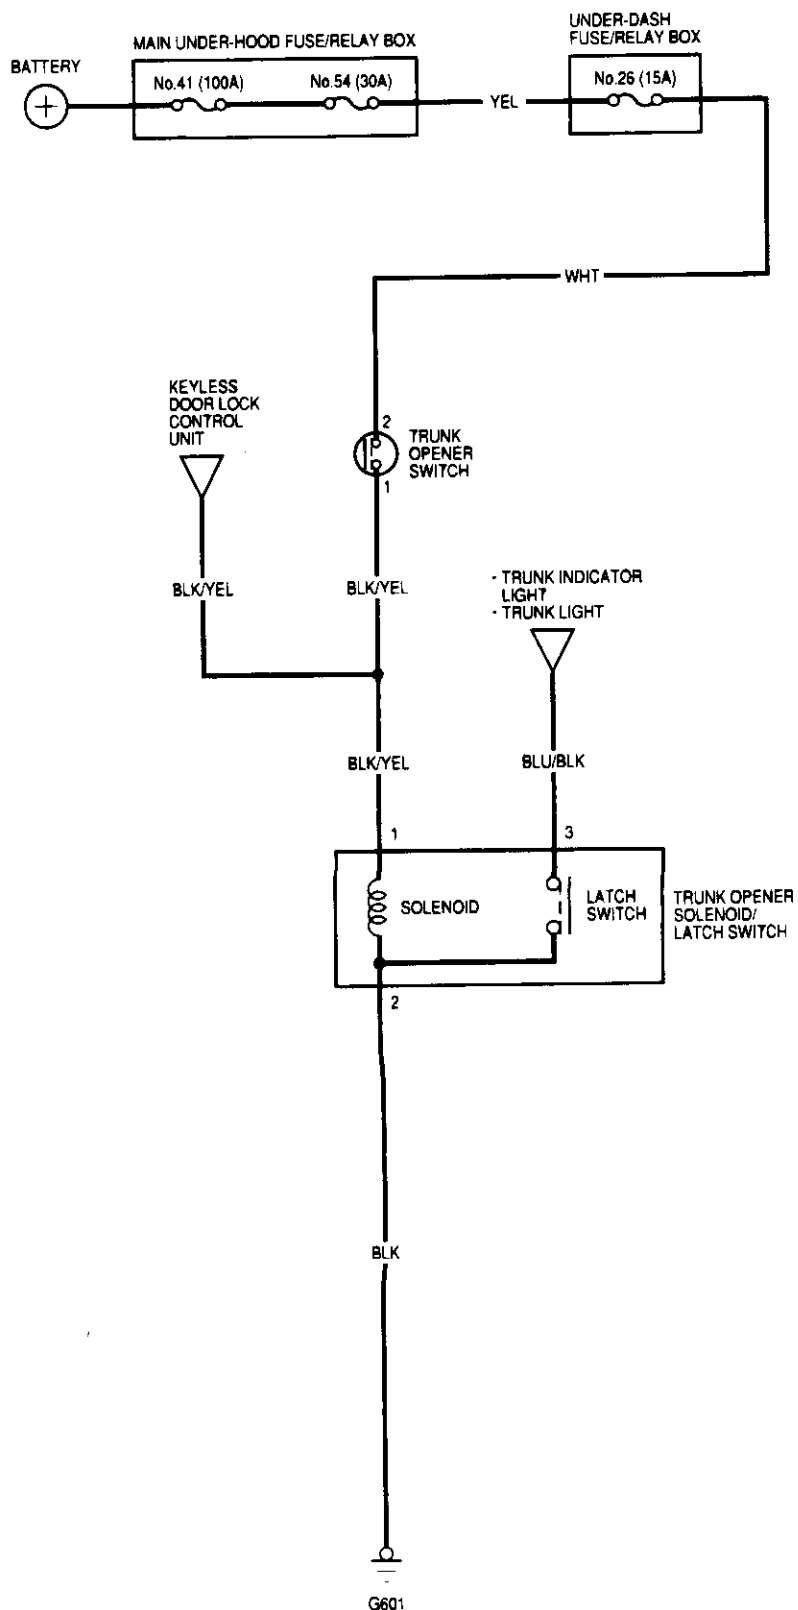 MAIN UNDER-HOOD FUSE/RELAY BOX
UNDER-DASH
FUSE/RELAY BOX
BATTERY
No.41 (100A)
No.54 (30A)
No.26 (15A)
YEL
WHT
KEYLESS
DOOR LOCK
CONTROL
UNIT
2
TRUNK
OPENER
SWITCH
1
BLK/YEL
BLK/YEL
- TRUNK INDICATOR
LIGHT
- TRUNK LIGHT
BLK/YEL
BLU/BLK
1
3
SOLENOID
LATCH
SWITCH
TRUNK OPENER
SOLENOID/
LATCH SWITCH
2
BLK
G601